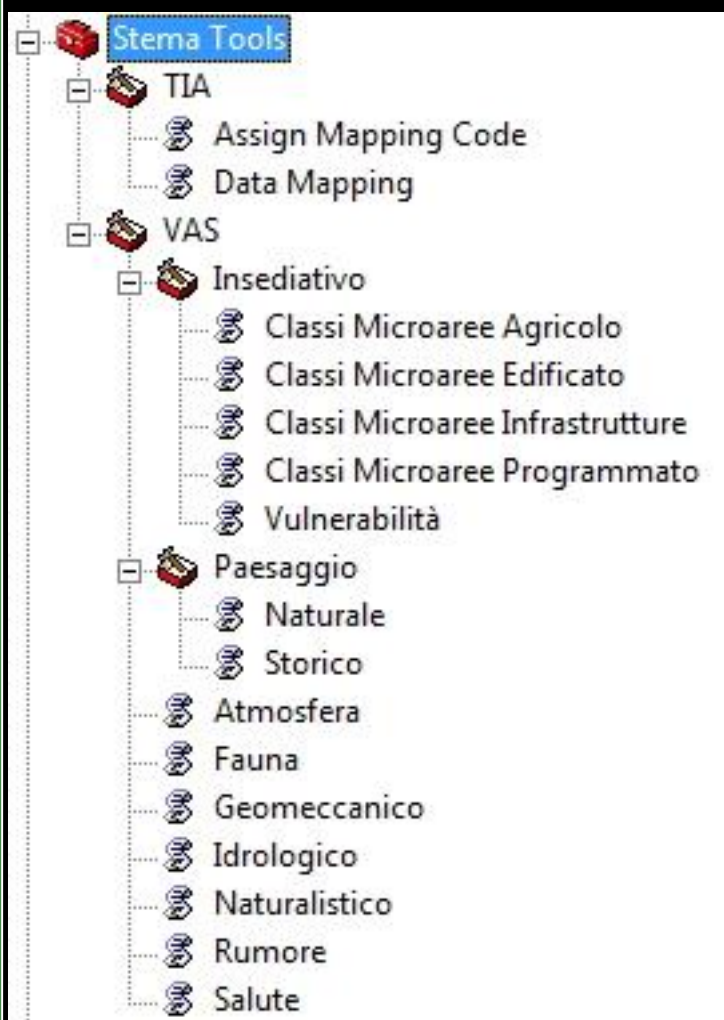 Stema Tools
TIA
Assign Mapping Code
Data Mapping
VAS
Insediativo
Classi Microaree Agricolo
Classi Microaree Edificato
Classi Microaree Infrastrutture
Classi Microaree Programmato
Vulnerabilità
Paesaggio
Naturale
Storico
Atmosfera
Fauna
Geomeccanico
Idrologico
Naturalistico
Rumore
Salute